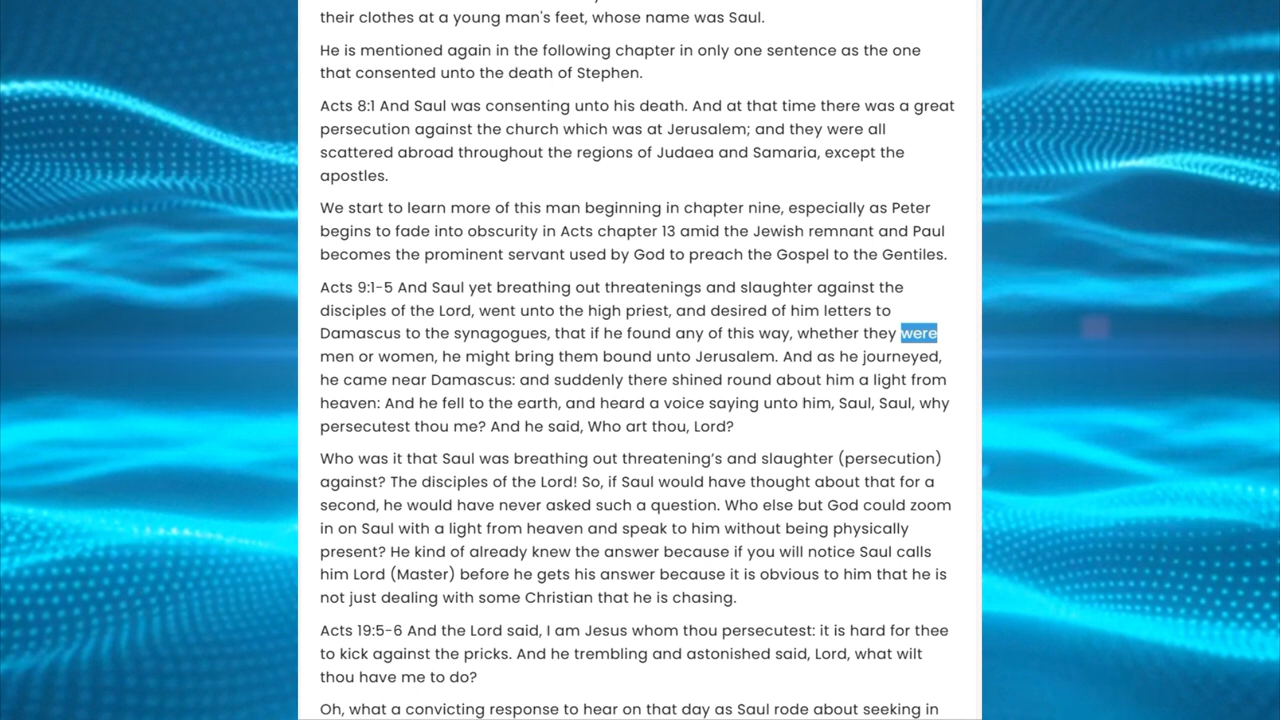 their clothes at a young man's feet, whose name was Saul.
He is mentioned again in the following chapter in only one sentence as the one
that consented unto the death of Stephen.
Acts 8:1 And Saul was consenting unto his death. And at that time there was a great
persecution against the church which was at Jerusalem; and they were all
scattered abroad throughout the regions of Judaea and Samaria, except the
apostles.
We start to learn more of this man beginning in chapter nine, especially as Peter
begins to fade into obscurity in Acts chapter 13 amid the Jewish remnant and Paul
becomes the prominent servant used by God to preach the Gospel to the Gentiles.
Acts 9:1-5 And Saul yet breathing out threatenings and slaughter against the
disciples of the Lord, went unto the high priest, and desired of him letters to
Damascus to the synagogues, that if he found any of this way, whether they were
men or women, he might bring them bound unto Jerusalem. And as he journeyed,
he came near Damascus: and suddenly there shined round about him a light from
heaven: And he fell to the earth, and heard a voice saying unto him, Saul, Saul, why
persecutest thou me? And he said, Who art thou, Lord?
Who was it that Saul was breathing out threatening’s and slaughter (persecution)
against? The disciples of the Lord! So, if Saul would have thought about that for a
second, he would have never asked such a question. Who else but God could zoom
in on Saul with a light from heaven and speak to him without being physically
present? He kind of already knew the answer because if you will notice Saul calls
him Lord (Master) before he gets his answer because it is obvious to him that he is
not just dealing with some Christian that he is chasing.
Acts 19:5-6 And the Lord said, I am Jesus whom thou persecutest: it is hard for thee
to kick against the pricks. And he trembling and astonished said, Lord, what wilt
thou have me to do?
Oh, what a convicting response to hear on that day as Saul rode about seeking in